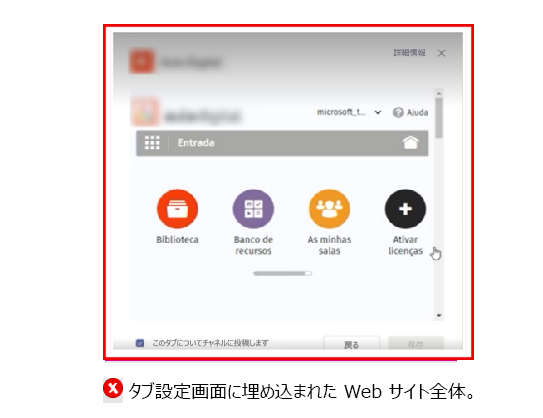 詳細情報
microsoft_t...
Ajuda
Entrada
Biblioteca
Banco de
recursos
As minhas
salas
Ativar
licenças
このタブについてチャネルに投稿します
戻る
保存
タブ設定画面に埋め込まれた Web サイト全体。